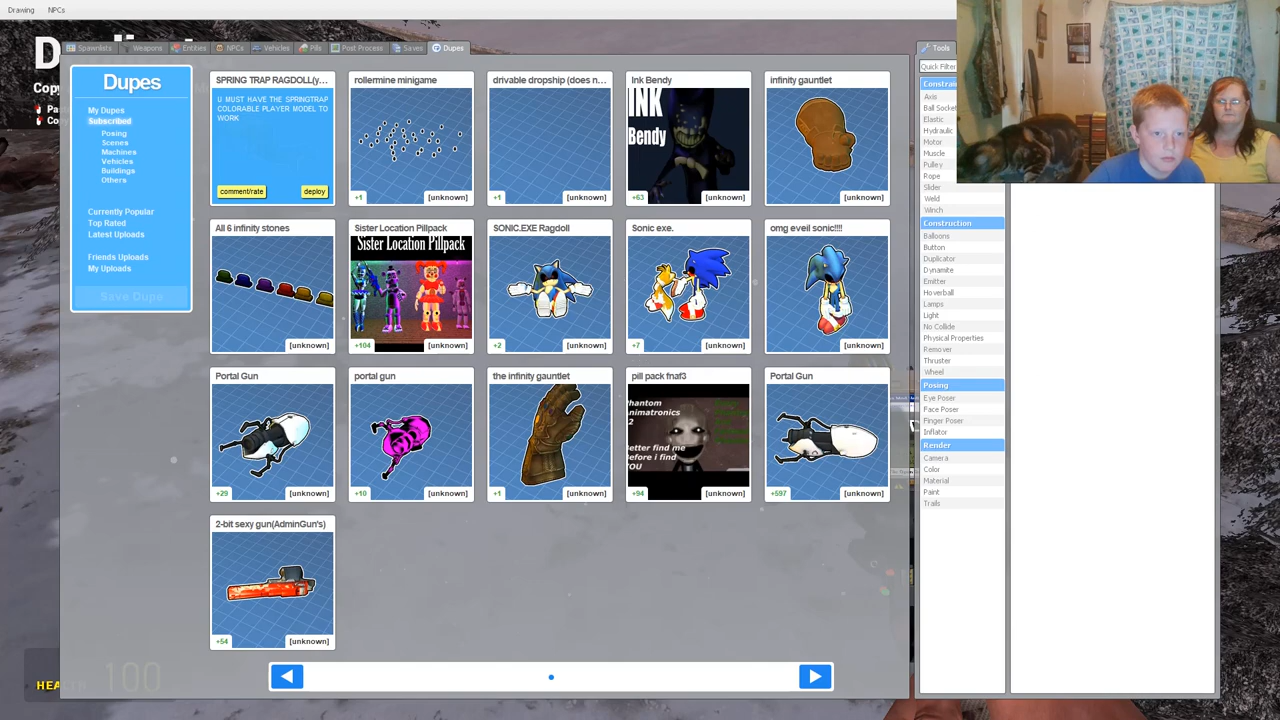 Drawing NPCs
Spawnlists Weapons Entities NPCs Vehicles Pills Post Process Saves Dupes
Tools
Quick Filter
Dupes
My Dupes
Subscribed
Posing
Scenes
Machines
Vehicles
Buildings
Others
Currently Popular
Top Rated
Latest Uploads
Friends Uploads
My Uploads
Save Dupe
SPRING TRAP RAGDOLL(y...
U MUST HAVE THE SPRINGTRAP
COLORABLE PLAYER MODEL TO
WORK
comment/rate deploy
rollermine minigame
+1 [unknown]
drivable dropship (does n...
+1 [unknown]
Ink Bendy
INK
Bendy
+63 [unknown]
infinity gauntlet
[unknown]
All 6 infinity stones
[unknown]
Sister Location Pillpack
Sister Location Pillpack
+104 [unknown]
SONIC.EXE Ragdoll
+2 [unknown]
Sonic exe.
+7 [unknown]
omg eveil sonic!!!!
[unknown]
Portal Gun
+29 [unknown]
portal gun
+10 [unknown]
the infinity gauntlet
+1 [unknown]
pill pack fnaf3
+94 [unknown]
Portal Gun
+597 [unknown]
2-bit sexy gun(AdminGun's)
+54 [unknown]
Axis
Elastic
Motor
Muscle
Pulley
Rope
Slider
Weld
Winch
Construction
Balloons
Button
Duplicator
Dynamite
Emitter
Hoverball
Lamps
Light
No Collide
Physical Properties
Remover
Thruster
Wheel
Posing
Eye Poser
Face Poser
Finger Poser
Inflator
Render
Camera
Color
Material
Paint
Trails
100